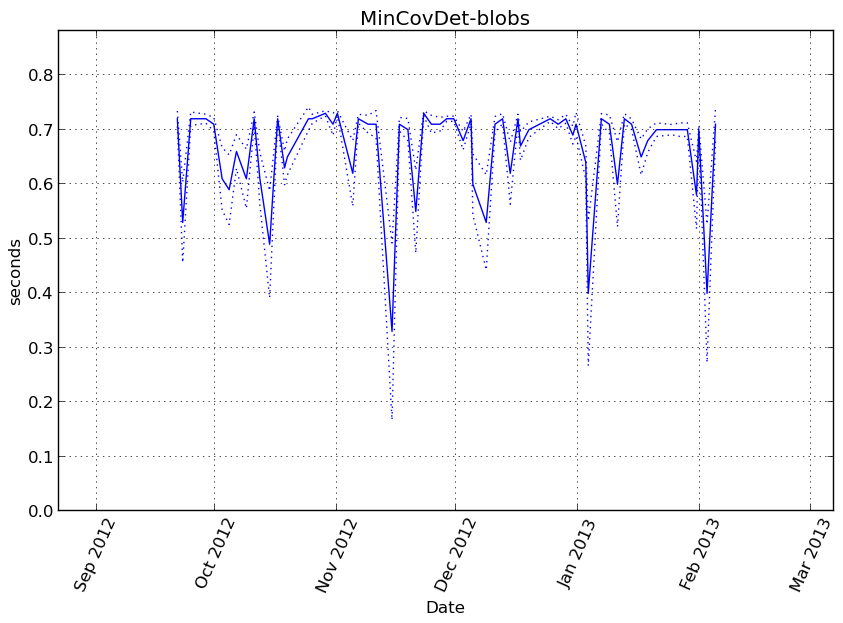 MinCovDet-blobs
seconds
0.8
0.7
0.6
0.5
0.4
0.3
0.2
0.1
0.0
Sep 2012
Oct 2012
Nov 2012
Dec 2012
Jan 2013
Feb 2013
Mar 2013
Date